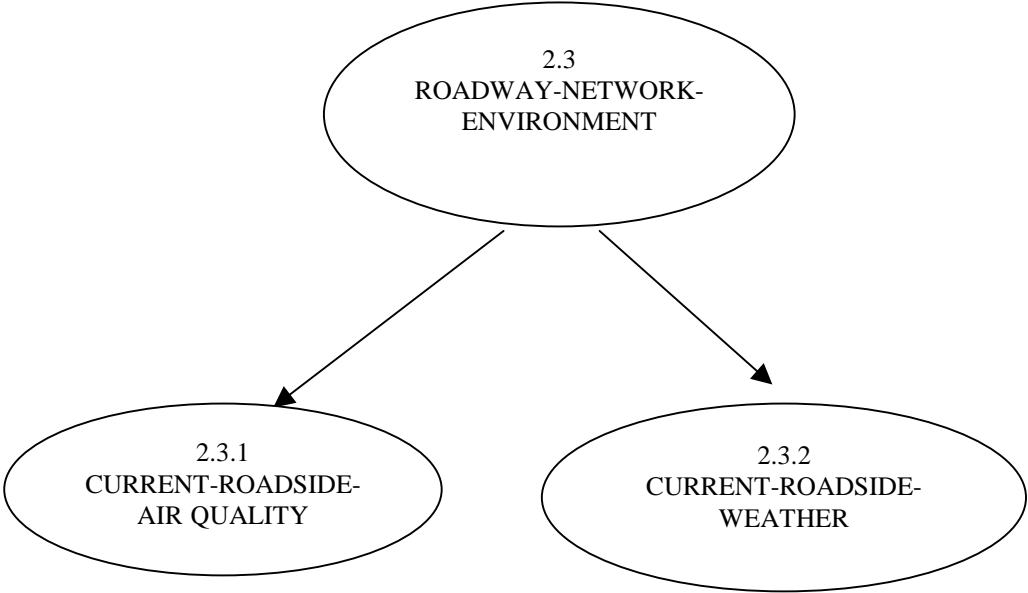 2.3
ROADWAY-NETWORK-
ENVIRONMENT
2.3.1
CURRENT-ROADSIDE-
AIR QUALITY
2.3.2
CURRENT-ROADSIDE-
WEATHER